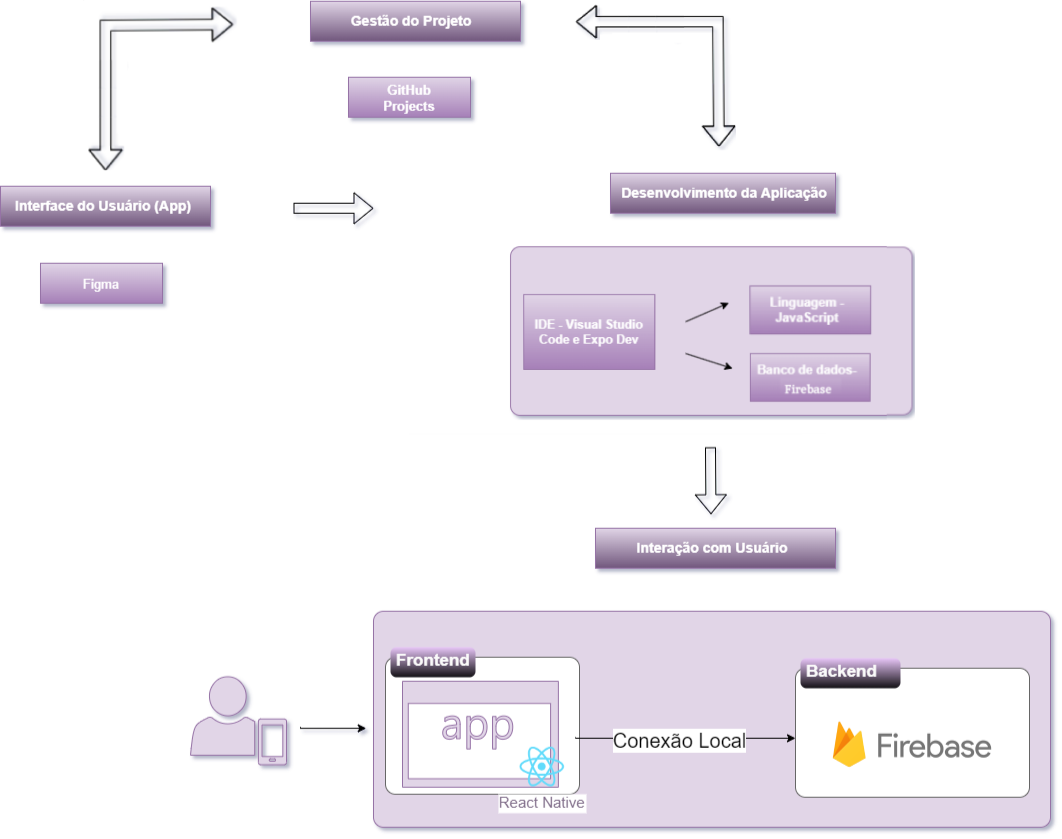 Gestão do Projeto
GitHub
Projects
Interface do Usuário (App)
Figma
Desenvolvimento da Aplicação
IDE - Visual Studio
Code e Expo Dev
Linguagem -
JavaScript
Banco de dados-
Firebase
Interação com Usuário
Frontend
app
React Native
Conexão Local
Backend
Firebase